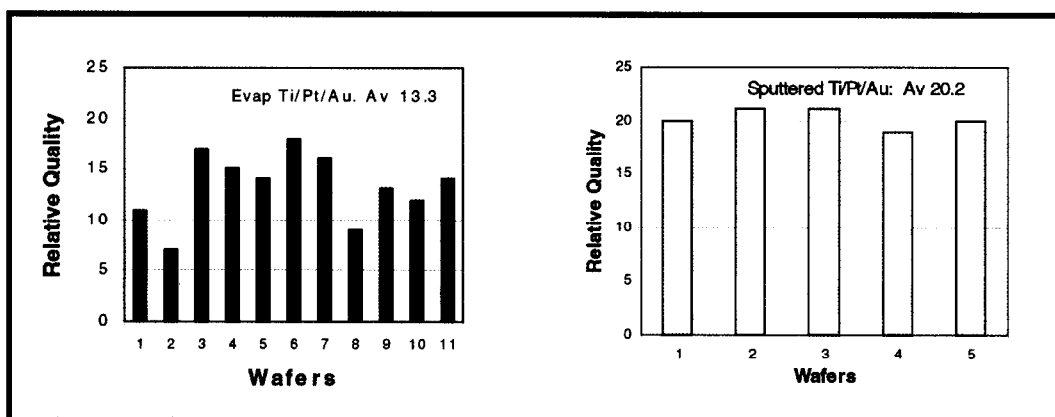 25
20
15
10
5
0
Relative Quality
Evap Ti/Pt/Au. Av 13.3
1 2 3 4 5 6 7 8 9 10 11
Wafers
25
20
15
10
5
0
Relative Quality
Sputtered Ti/Pt/Au: Av 20.2
1 2 3 4 5
Wafers